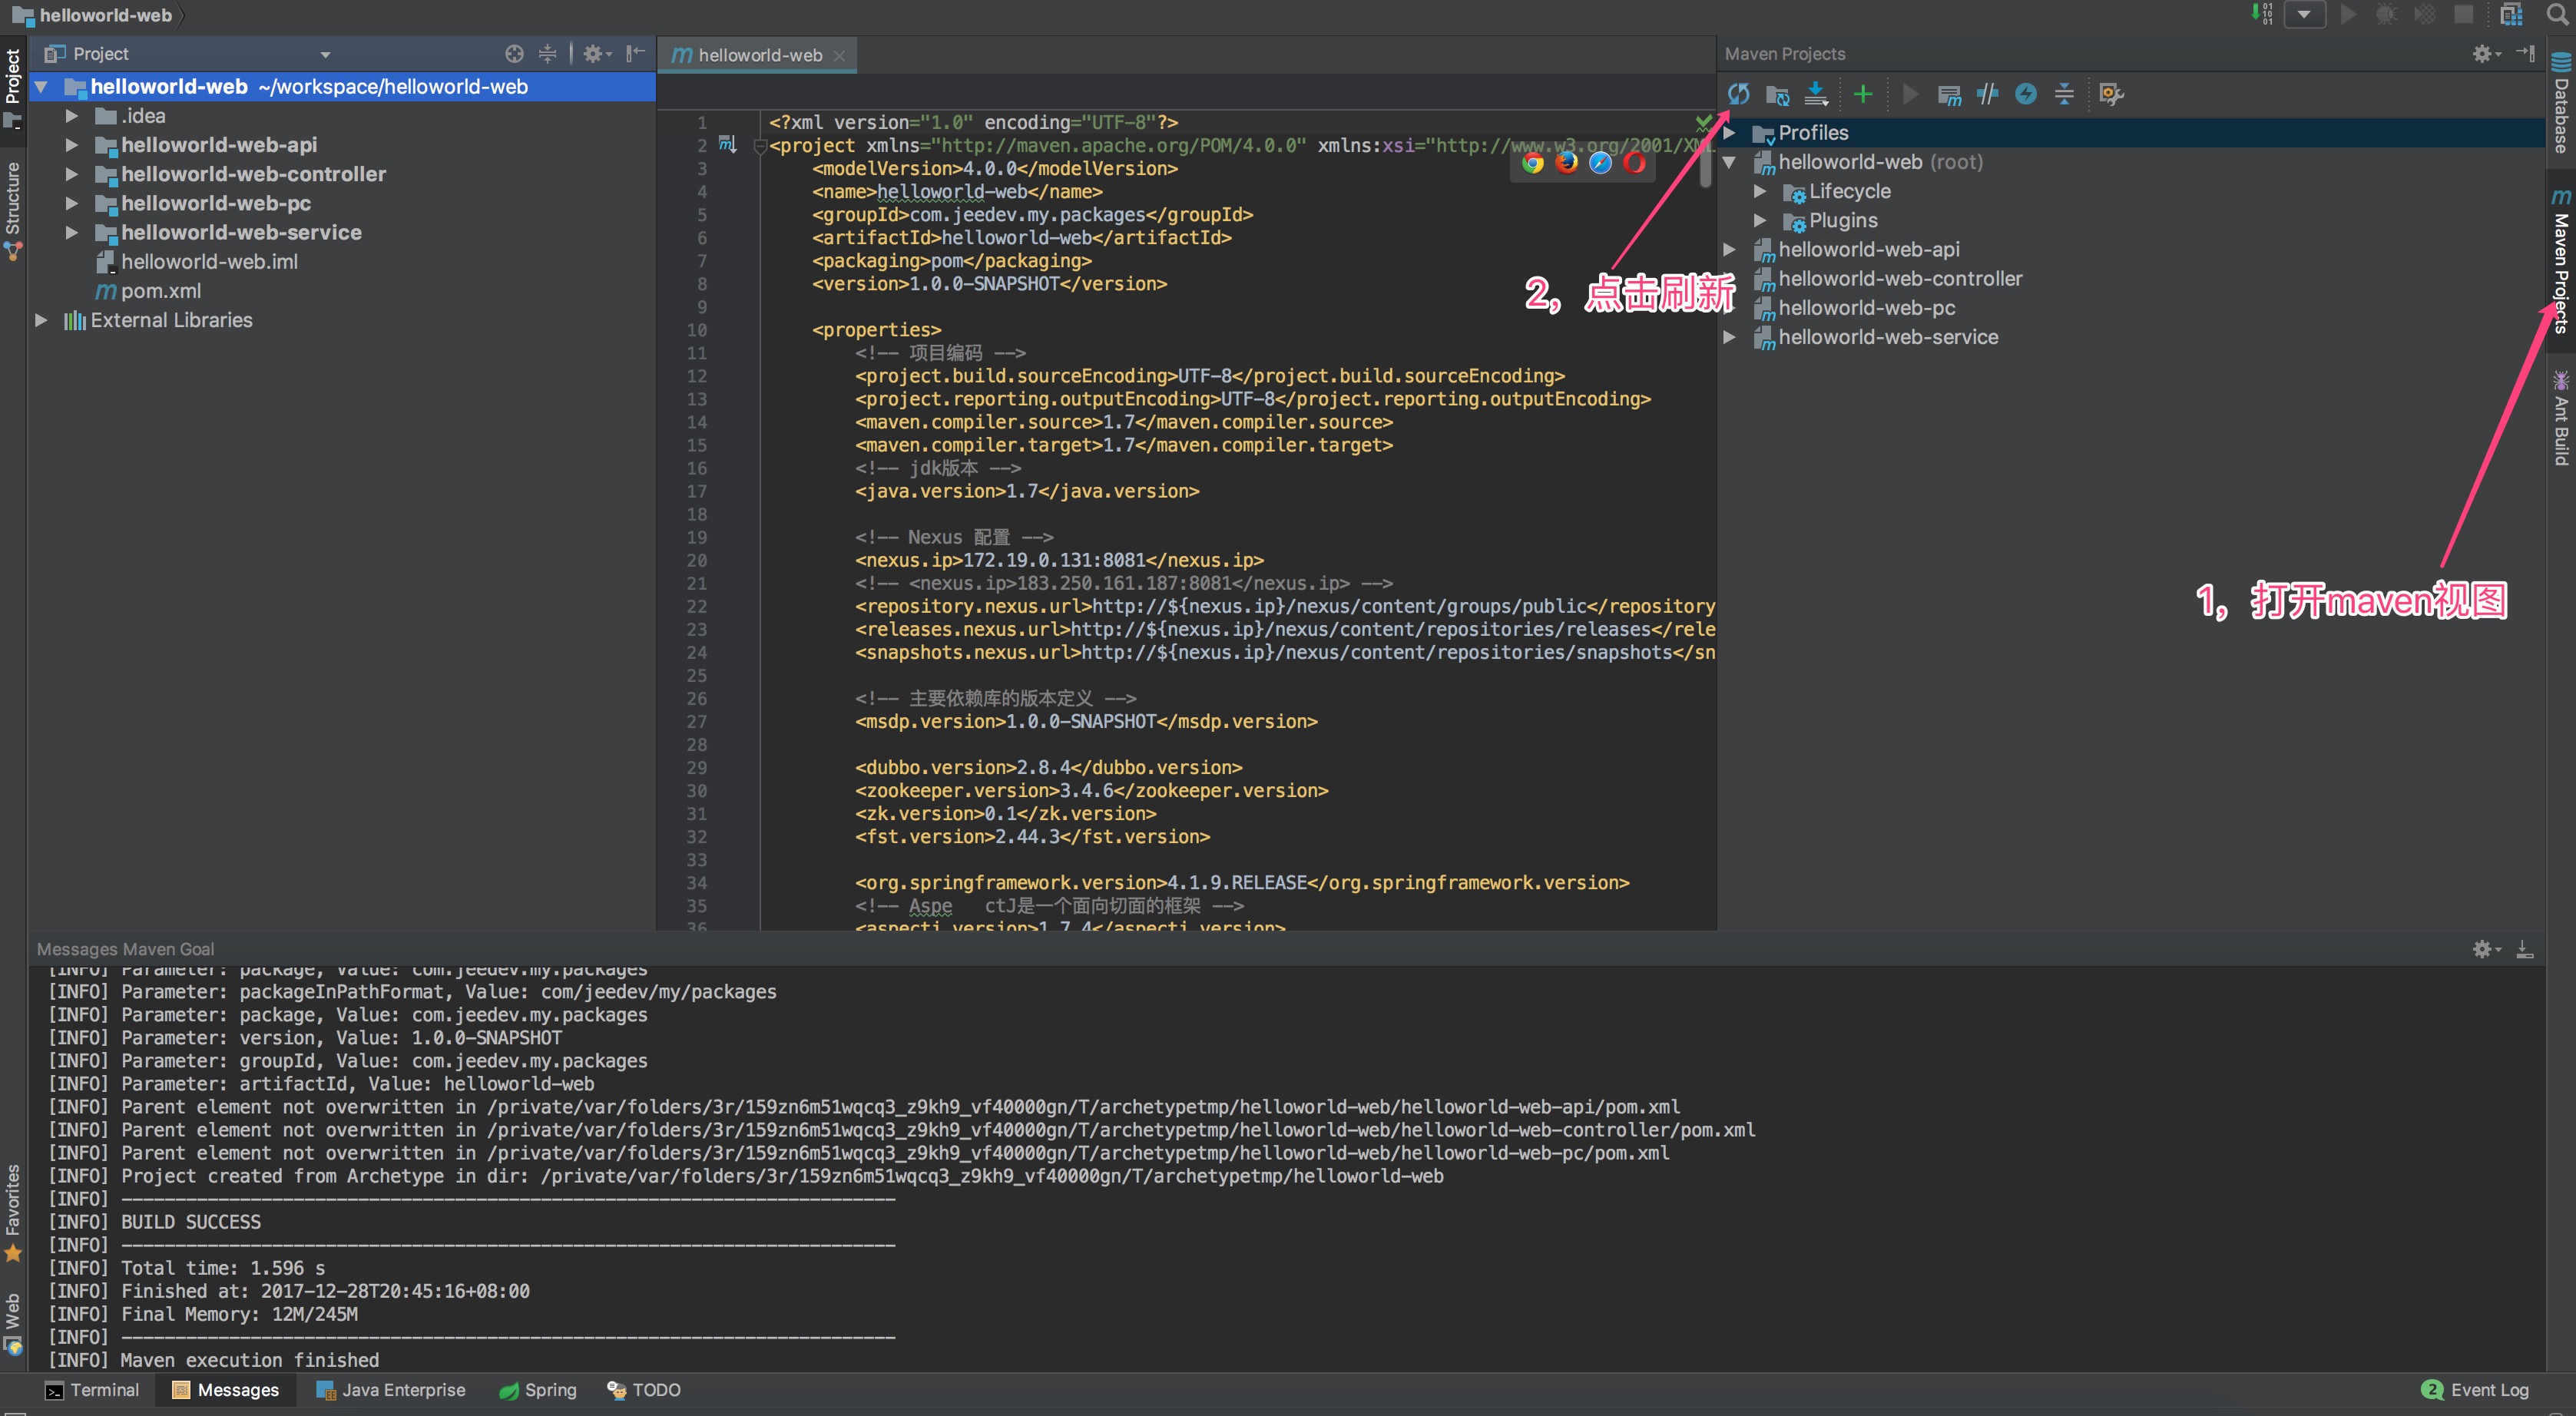 helloworld-web
Project
helloworld-web ~/workspace/helloworld-web
.idea
helloworld-web-api
helloworld-web-controller
helloworld-web-pc
helloworld-web-service
helloworld-web.iml
pom.xml
External Libraries
Project
Structure
Favorites
Web
helloworld-web
1 <?xml version="1.0" encoding="UTF-8"?>
2 <project xmlns="http://maven.apache.org/POM/4.0.0" xmlns:xsi="http://www.w3.org/2001/XML
3 <modelVersion>4.0.0</modelVersion>
4 <name>helloworld-web</name>
5 <groupId>com.jeedev.my.packages</groupId>
6 <artifactId>helloworld-web</artifactId>
7 <packaging>pom</packaging>
8 <version>1.0.0-SNAPSHOT</version>
9
10 <properties>
11 <!-- 项目编码 -->
12 <project.build.sourceEncoding>UTF-8</project.build.sourceEncoding>
13 <project.reporting.outputEncoding>UTF-8</project.reporting.outputEncoding>
14 <maven.compiler.source>1.7</maven.compiler.source>
15 <maven.compiler.target>1.7</maven.compiler.target>
16 <!-- jdk版本 -->
17 <java.version>1.7</java.version>
18
19 <!-- Nexus 配置 -->
20 <nexus.ip>172.19.0.131:8081</nexus.ip>
21 <!-- <nexus.ip>183.250.161.187:8081</nexus.ip> -->
22 <repository.nexus.url>http://${nexus.ip}/nexus/content/groups/public</repository
23 <releases.nexus.url>http://${nexus.ip}/nexus/content/repositories/releases</rele
24 <snapshots.nexus.url>http://${nexus.ip}/nexus/content/repositories/snapshots</sn
25
26 <!-- 主要依赖库的版本定义 -->
27 <msdp.version>1.0.0-SNAPSHOT</msdp.version>
28
29 <dubbo.version>2.8.4</dubbo.version>
30 <zookeeper.version>3.4.6</zookeeper.version>
31 <zk.version>0.1</zk.version>
32 <fst.version>2.44.3</fst.version>
33
34 <org.springframework.version>4.1.9.RELEASE</org.springframework.version>
35 <!-- Aspe ctJ是一个面向切面的框架 -->
36 <aspectj.version>1.7.4</aspectj.version>
Maven Projects
Profiles
helloworld-web (root)
Lifecycle
Plugins
helloworld-web-api
helloworld-web-controller
helloworld-web-pc
helloworld-web-service
2，点击刷新
1，打开maven视图
Database
Maven Projects
Ant Build
Messages Maven Goal
[INFO] Parameter: package, Value: com.jeedev.my.packages
[INFO] Parameter: packageInPathFormat, Value: com/jeedev/my/packages
[INFO] Parameter: package, Value: com.jeedev.my.packages
[INFO] Parameter: version, Value: 1.0.0-SNAPSHOT
[INFO] Parameter: groupId, Value: com.jeedev.my.packages
[INFO] Parameter: artifactId, Value: helloworld-web
[INFO] Parent element not overwritten in /private/var/folders/3r/159zn6m51wqcq3_z9kh9_vf40000gn/T/archetypetmp/helloworld-web/helloworld-web-api/pom.xml
[INFO] Parent element not overwritten in /private/var/folders/3r/159zn6m51wqcq3_z9kh9_vf40000gn/T/archetypetmp/helloworld-web/helloworld-web-controller/pom.xml
[INFO] Parent element not overwritten in /private/var/folders/3r/159zn6m51wqcq3_z9kh9_vf40000gn/T/archetypetmp/helloworld-web/helloworld-web-pc/pom.xml
[INFO] Project created from Archetype in dir: /private/var/folders/3r/159zn6m51wqcq3_z9kh9_vf40000gn/T/archetypetmp/helloworld-web
[INFO] ------------------------------------------------------------------------
[INFO] BUILD SUCCESS
[INFO] ------------------------------------------------------------------------
[INFO] Total time: 1.596 s
[INFO] Finished at: 2017-12-28T20:45:16+08:00
[INFO] Final Memory: 12M/245M
[INFO] ------------------------------------------------------------------------
[INFO] Maven execution finished
Terminal
Messages
Java Enterprise
Spring
TODO
2 Event Log